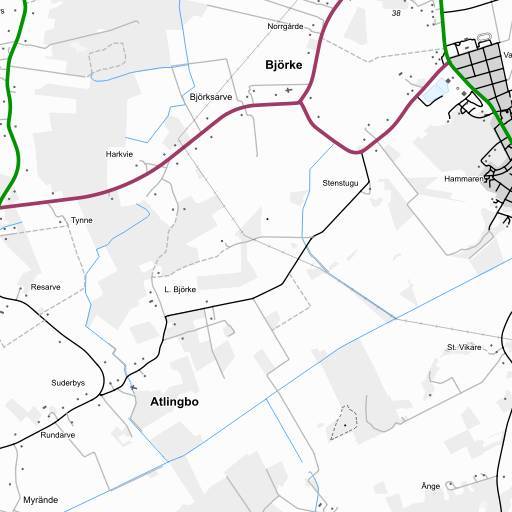 38
Norrgårde
Björke
Björksarve
Harkvie
Stenstugu
Hammaren
Tynne
Resarve
L. Björke
St. Vikare
Suderbys
Atlingbo
Rundarve
Änge
Myrände